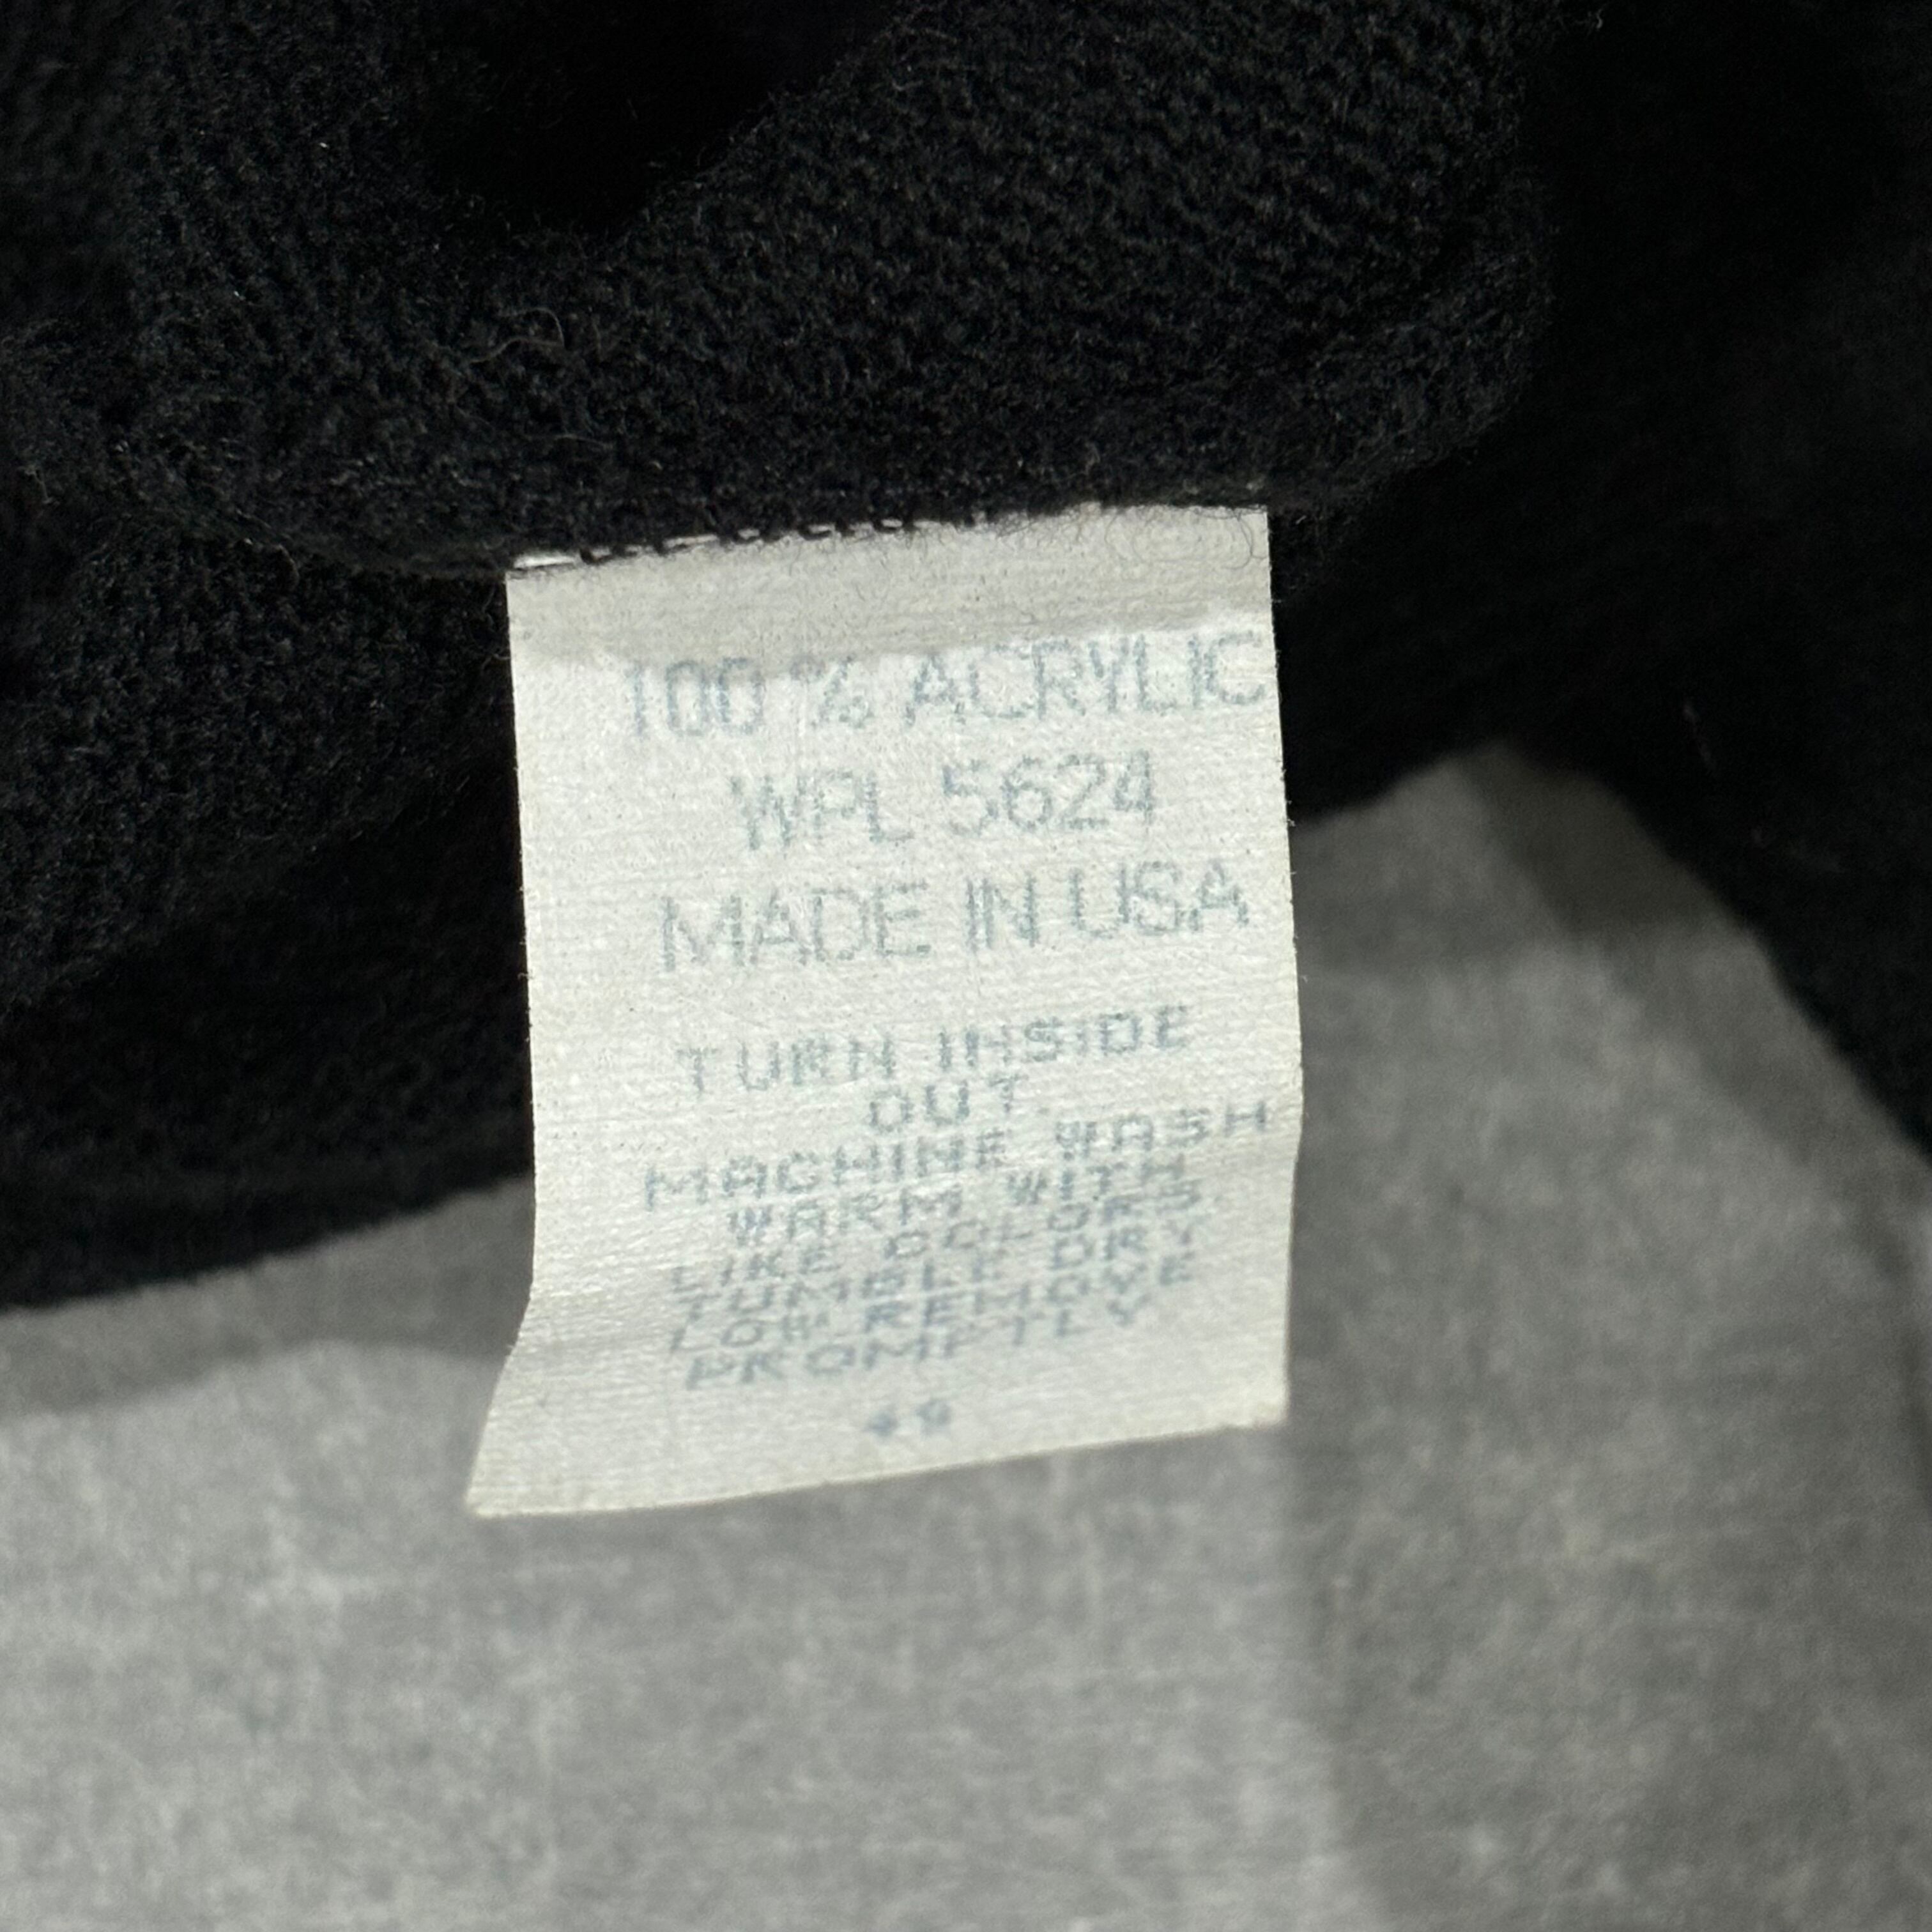 100 % ACRYLIC
WPL 5624
MADE IN USA
TURN INSIDE
OUT
MACHINE WASH
WARM WITH
LIKE COLORS
TUMBLE DRY
LOW REMOVE
PROMPTLY